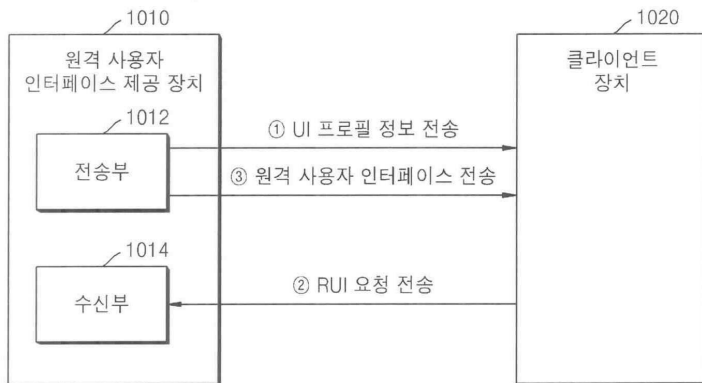 1010
1020
원격 사용자
인터페이스 제공 장치
클라이언트
장치
1012
전송부
① UI 프로필 정보 전송
③ 원격 사용자 인터페이스 전송
1014
수신부
② RUI 요청 전송